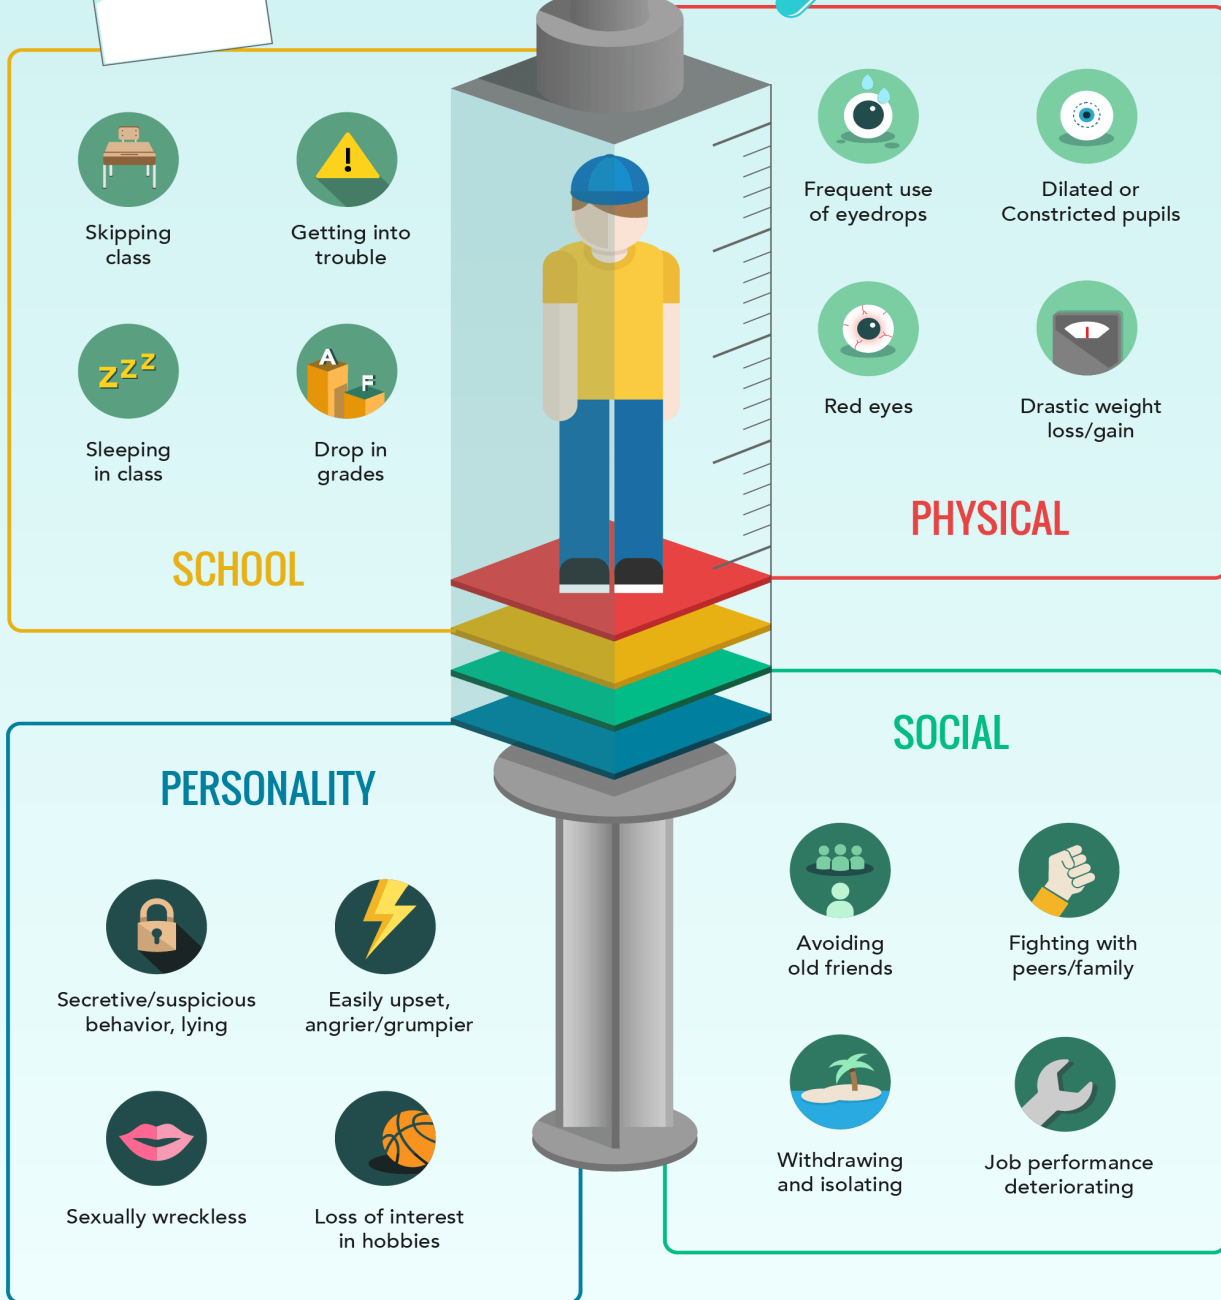 Skipping
class
!
Getting into
trouble
zzz
Sleeping
in class
A
F
Drop in
grades
SCHOOL
Frequent use
of eyedrops
Dilated or
Constricted pupils
Red eyes
Drastic weight
loss/gain
PHYSICAL
PERSONALITY
Secretive/suspicious
behavior, lying
Easily upset,
angrier/grumpier
Sexually wreckless
Loss of interest
in hobbies
SOCIAL
Avoiding
old friends
Fighting with
peers/family
Withdrawing
and isolating
Job performance
deteriorating